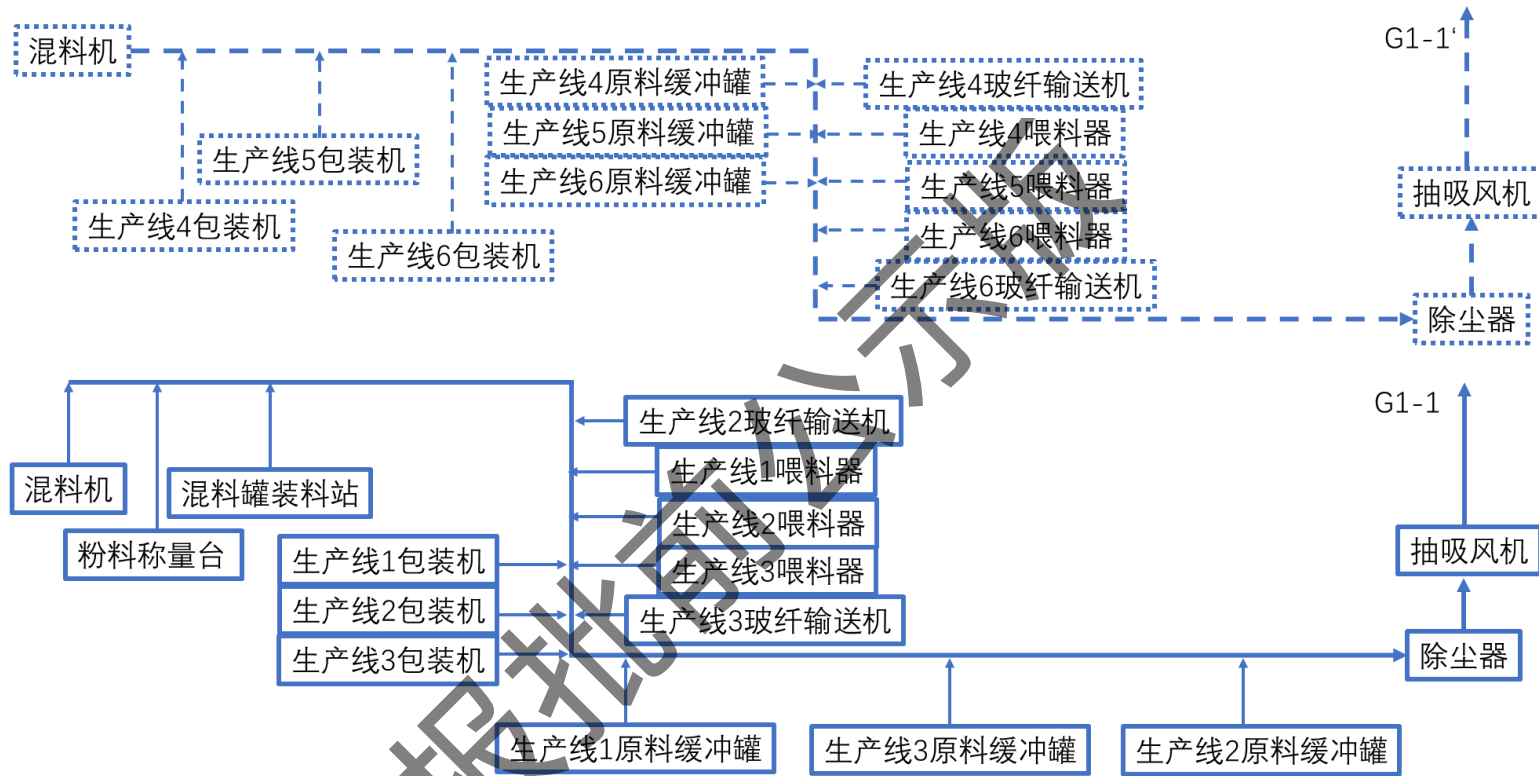 混料机
G1-1‘
生产线4原料缓冲罐
生产线4玻纤输送机
生产线5原料缓冲罐
生产线4喂料器
生产线5包装机
生产线6原料缓冲罐
生产线5喂料器
抽吸风机
生产线4包装机
生产线6喂料器
生产线6包装机
生产线6玻纤输送机
除尘器
G1-1
生产线2玻纤输送机
生产线1喂料器
混料机
混料罐装料站
生产线2喂料器
粉料称量台
抽吸风机
生产线1包装机
生产线3喂料器
生产线2包装机
生产线3玻纤输送机
生产线3包装机
除尘器
生产线1原料缓冲罐
生产线3原料缓冲罐
生产线2原料缓冲罐
报批前公示版